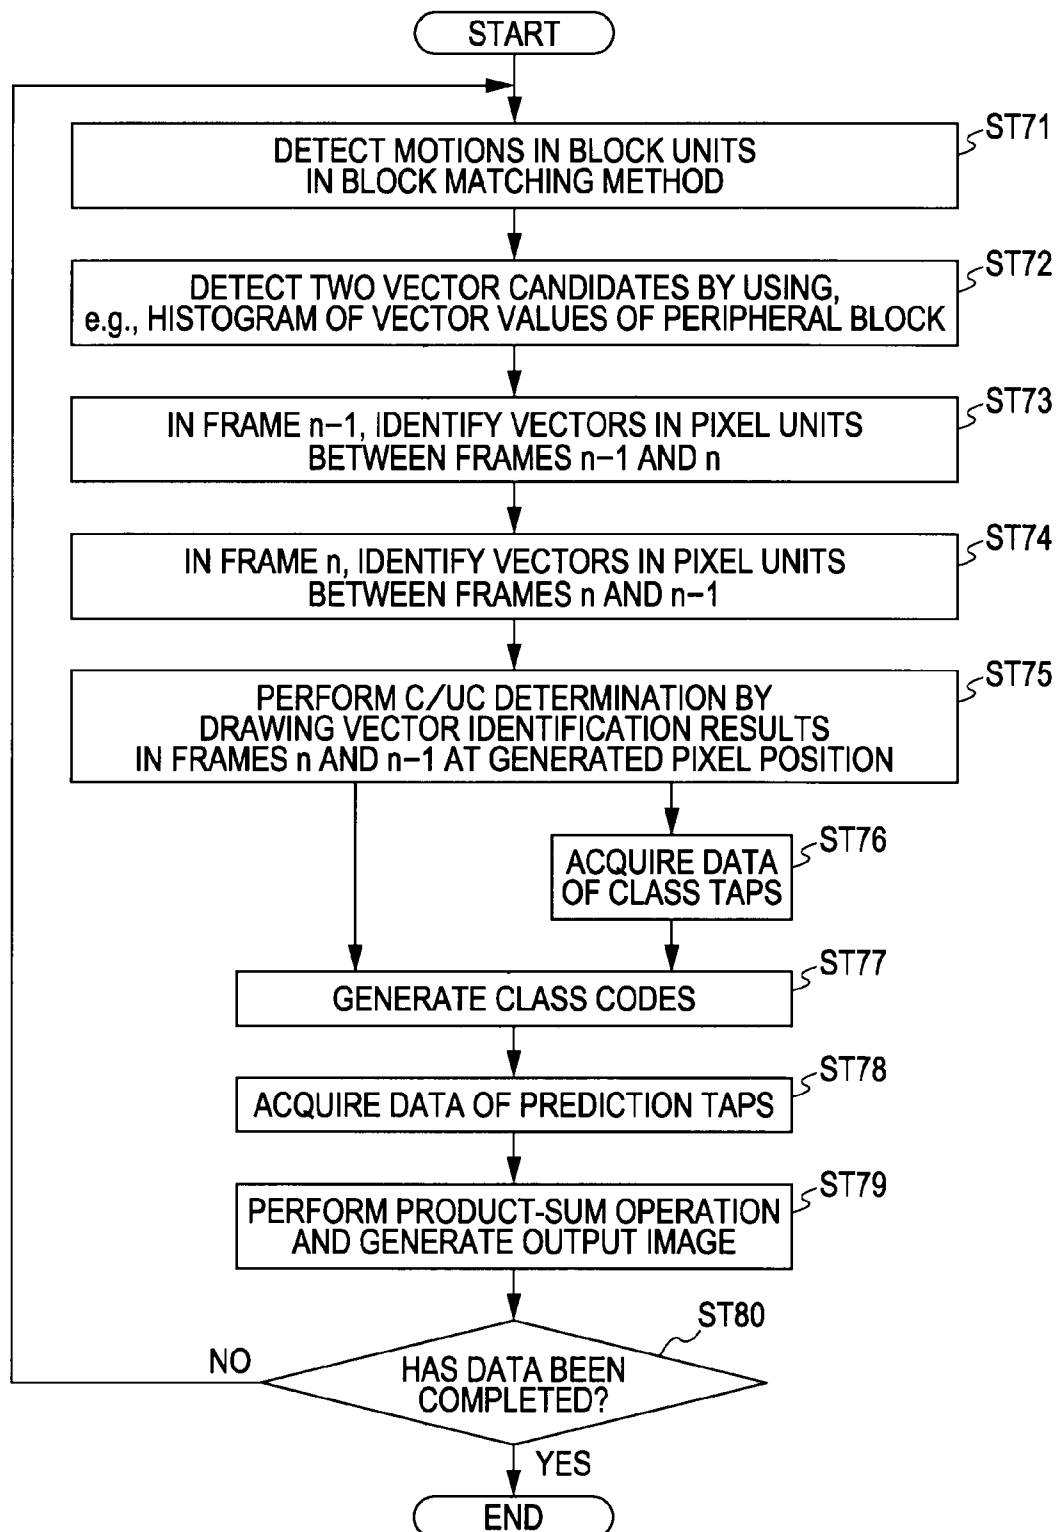 START
ST71
DETECT MOTIONS IN BLOCK UNITS
IN BLOCK MATCHING METHOD
ST72
DETECT TWO VECTOR CANDIDATES BY USING,
e.g., HISTOGRAM OF VECTOR VALUES OF PERIPHERAL BLOCK
ST73
IN FRAME n−1, IDENTIFY VECTORS IN PIXEL UNITS
BETWEEN FRAMES n−1 AND n
ST74
IN FRAME n, IDENTIFY VECTORS IN PIXEL UNITS
BETWEEN FRAMES n AND n−1
ST75
PERFORM C/UC DETERMINATION BY
DRAWING VECTOR IDENTIFICATION RESULTS
IN FRAMES n AND n−1 AT GENERATED PIXEL POSITION
ST76
ACQUIRE DATA
OF CLASS TAPS
ST77
GENERATE CLASS CODES
ST78
ACQUIRE DATA OF PREDICTION TAPS
ST79
PERFORM PRODUCT-SUM OPERATION
AND GENERATE OUTPUT IMAGE
ST80
NO
HAS DATA BEEN
COMPLETED?
YES
END